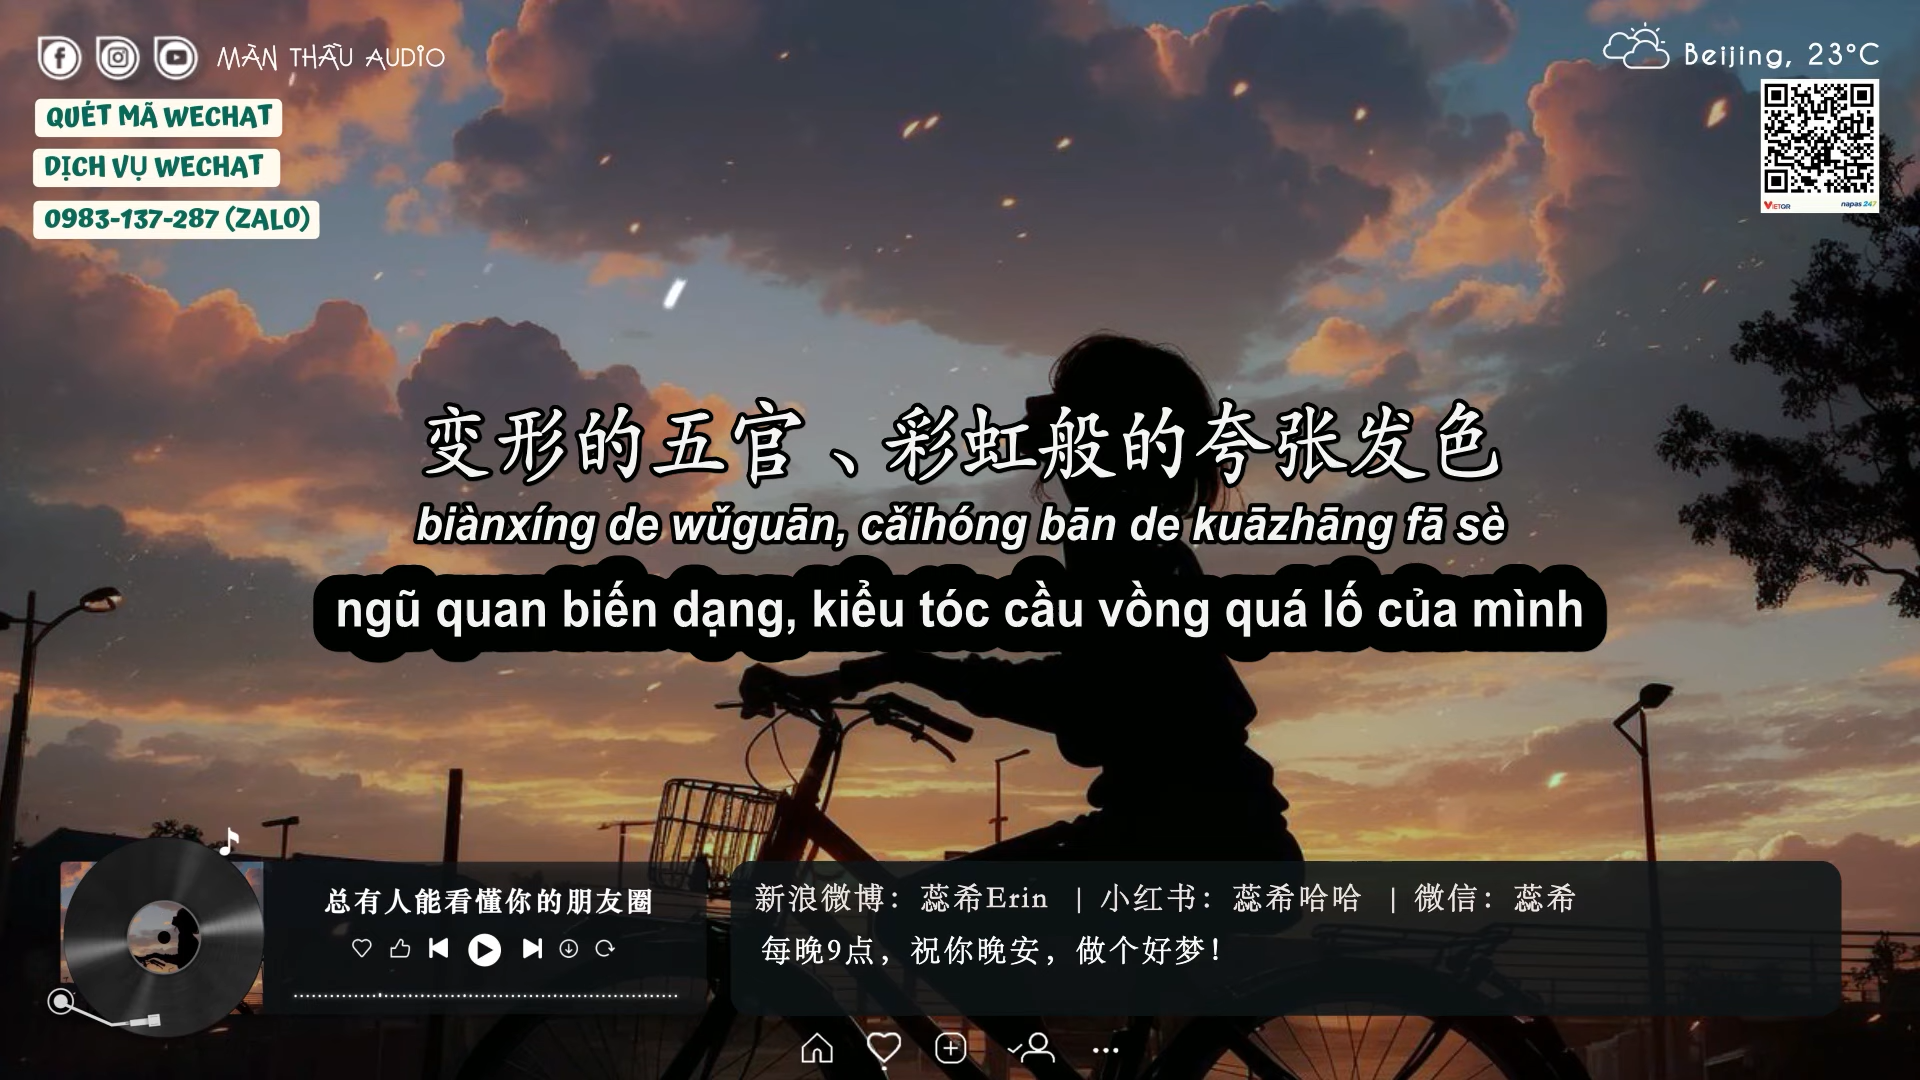 MÀN THẦU AUDIO
Beijing, 23°C
QUÉT MÃ WECHAT
DỊCH VỤ WECHAT
0983-137-287 (ZALO)
VIETQR
napas 247
变形的五官、彩虹般的夸张发色
biànxíng de wǔguān, cǎihóng bān de kuāzhāng fā sè
ngũ quan biến dạng, kiểu tóc cầu vồng quá lố của mình
总有人能看懂你的朋友圈
新浪微博：蕊希Erin | 小红书：蕊希哈哈 | 微信：蕊希
每晚9点，祝你晚安，做个好梦！